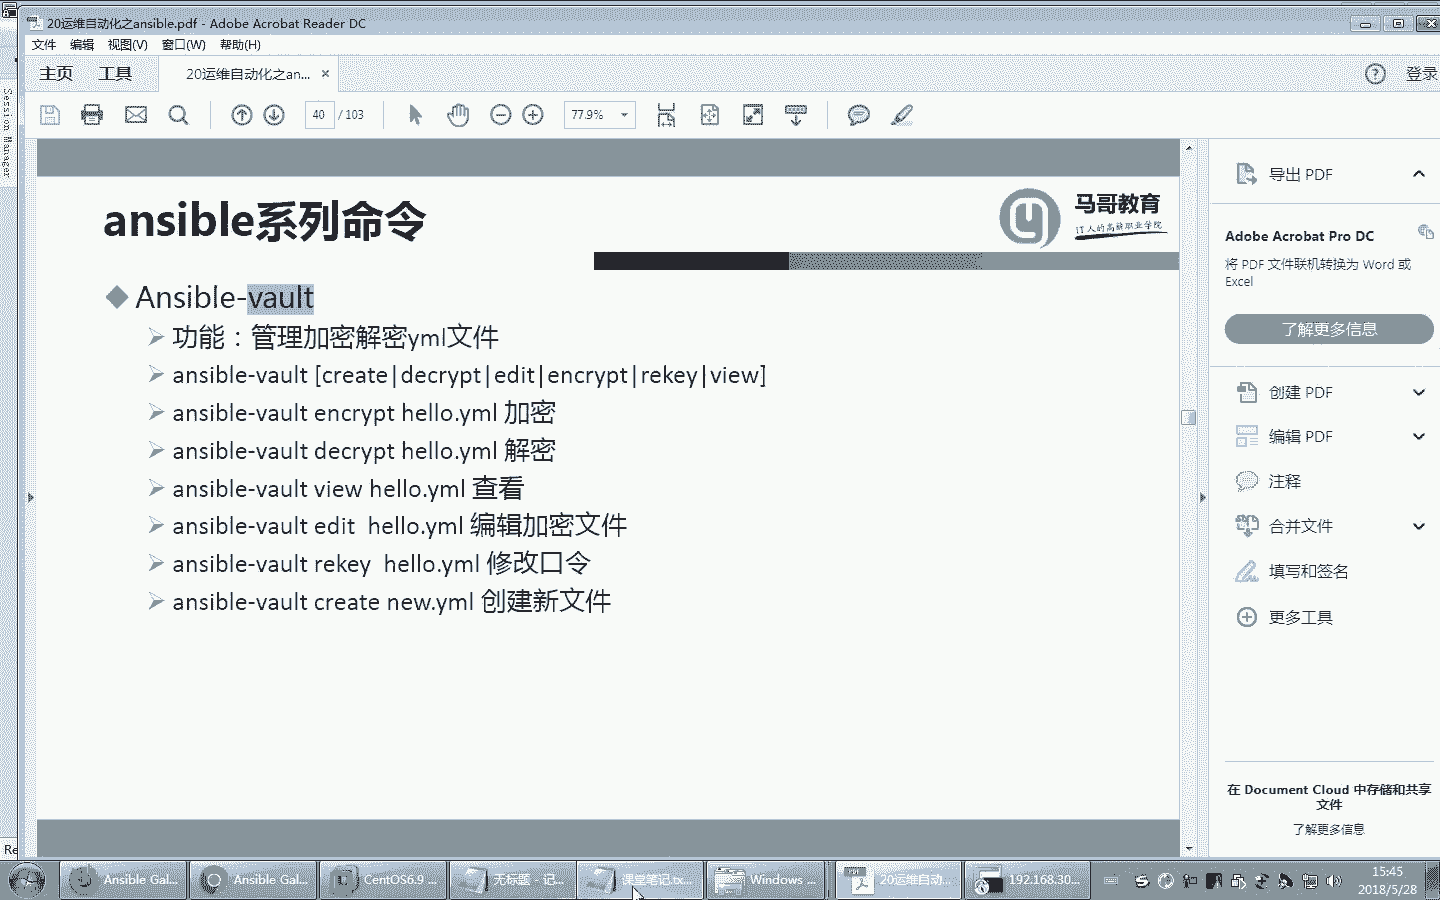 20运维自动化之ansible.pdf - Adobe Acrobat Reader DC
文件 编辑 视图(V) 窗口(W) 帮助(H)
主页 工具 20运维自动化之an... × ? 登录
40 / 103 77.9%
Session Manager
ansible系列命令
马哥教育
IT人的高薪职业学院
Ansible-vault
功能：管理加密解密yml文件
ansible-vault [create|decrypt|edit|encrypt|rekey|view]
ansible-vault encrypt hello.yml 加密
ansible-vault decrypt hello.yml 解密
ansible-vault view hello.yml 查看
ansible-vault edit hello.yml 编辑加密文件
ansible-vault rekey hello.yml 修改口令
ansible-vault create new.yml 创建新文件
导出 PDF
Adobe Acrobat Pro DC
将 PDF 文件联机转换为 Word 或
Excel
了解更多信息
创建 PDF
编辑 PDF
注释
合并文件
填写和签名
更多工具
在 Document Cloud 中存储和共享
文件
了解更多信息
Re
Ansible Gal... Ansible Gal... CentOS6.9 ... 无标题 - 记... 课堂笔记.tx... Windows ... 20运维自动... 192.168.30...
15:45
2018/5/28